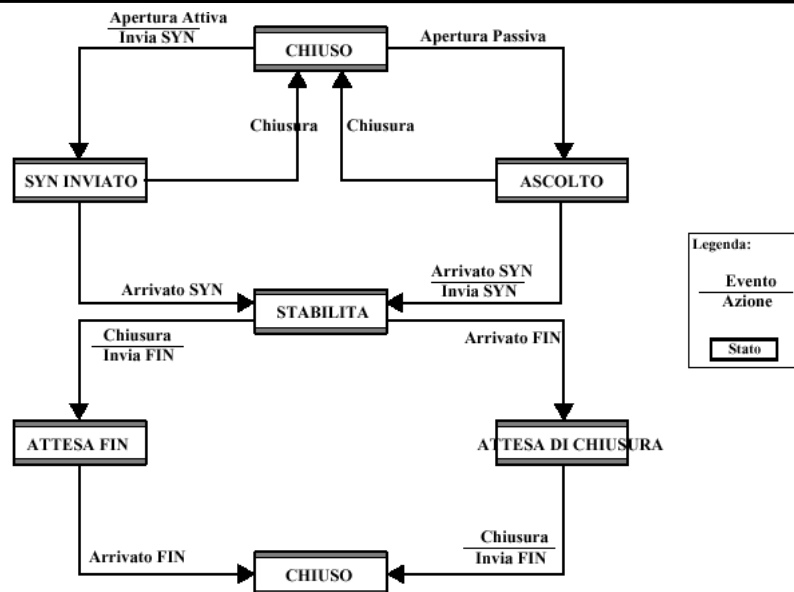 Apertura Attiva
Invia SYN
CHIUSO
Apertura Passiva
Chiusura
Chiusura
SYN INVIATO
ASCOLTO
Arrivato SYN
Arrivato SYN
Invia SYN
STABILITA
Chiusura
Invia FIN
Arrivato FIN
Legenda:
Evento
Azione
Stato
ATTESA FIN
ATTESA DI CHIUSURA
Arrivato FIN
Chiusura
Invia FIN
CHIUSO